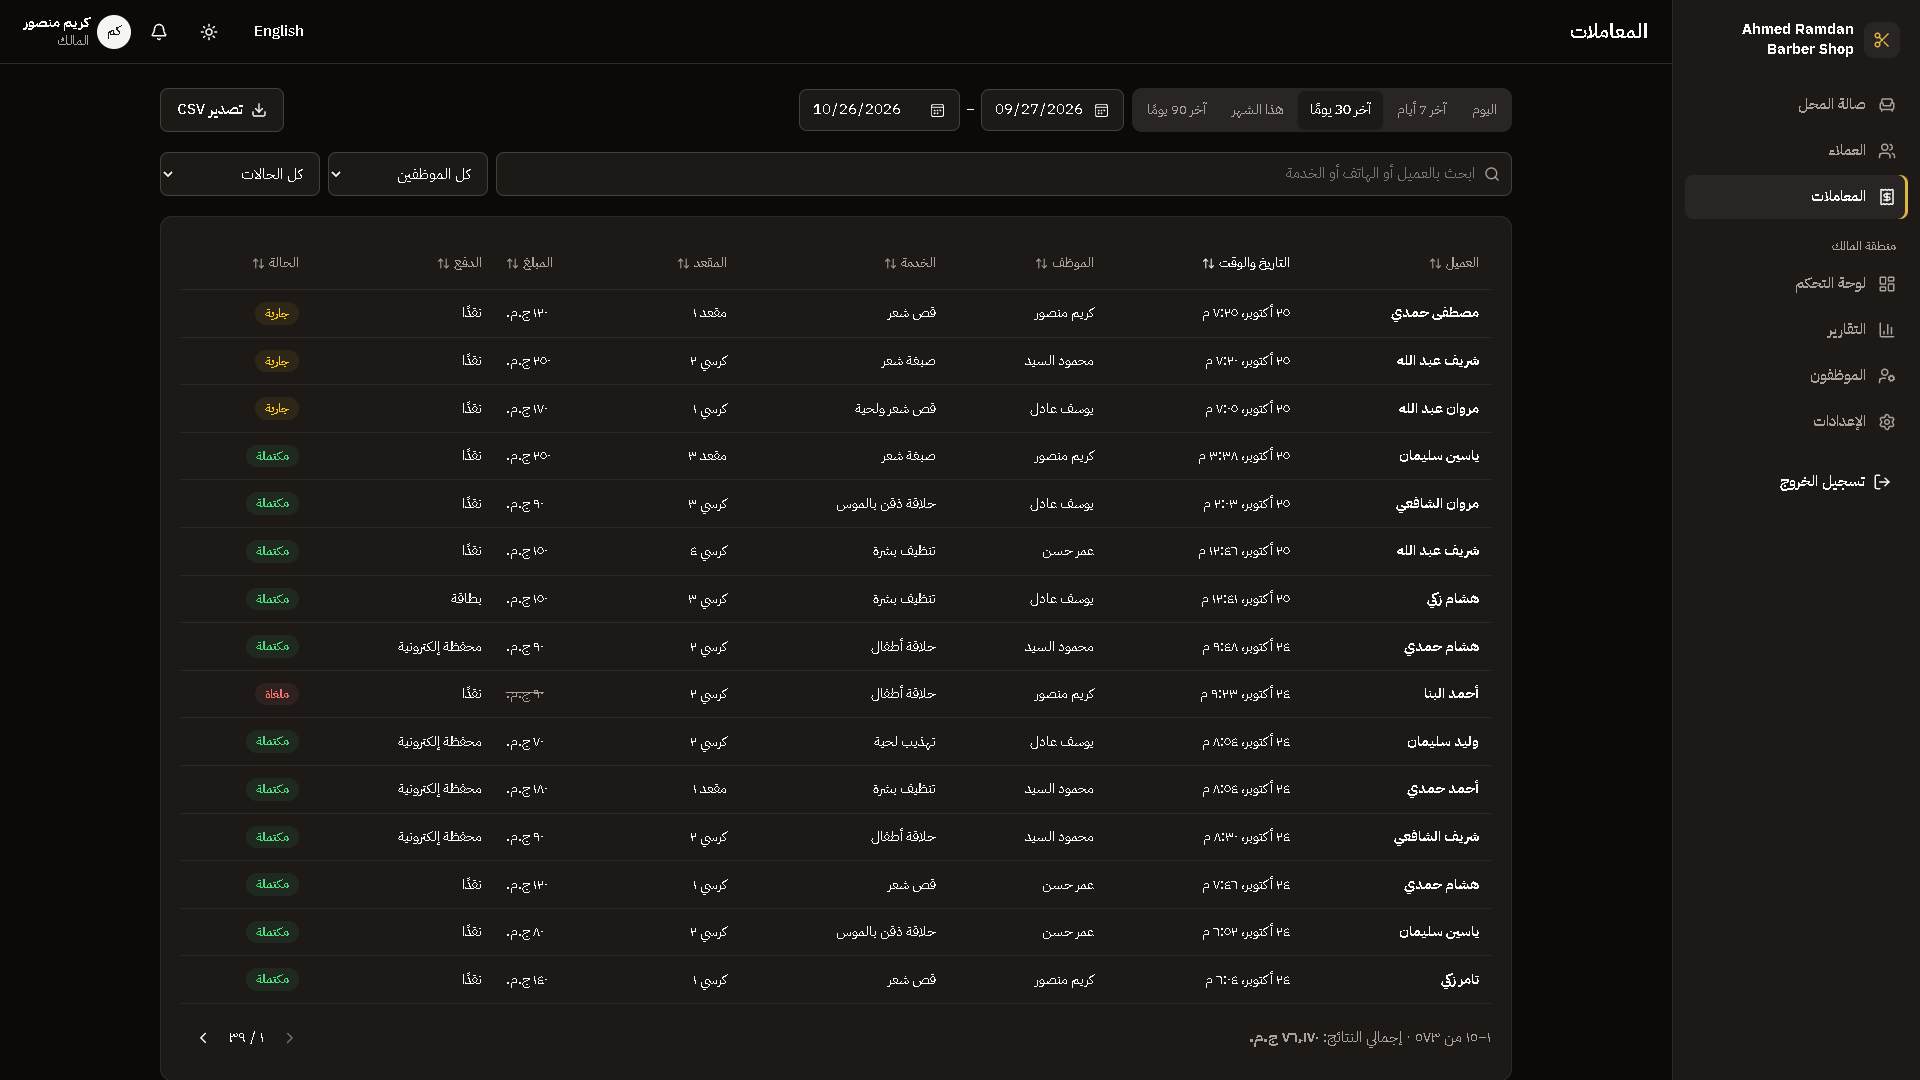 Ahmed Ramdan
Barber Shop
صالة المحل
العملاء
المعاملات
منطقة المالك
لوحة التحكم
التقارير
الموظفون
الإعدادات
تسجيل الخروج
المعاملات
English
كم
كريم منصور
المالك
اليوم
آخر 7 أيام
آخر 30 يومًا
هذا الشهر
آخر 90 يومًا
09/27/2026
–
10/26/2026
تصدير CSV
ابحث بالعميل أو الهاتف أو الخدمة
كل الموظفين
كل الحالات
العميل التاريخ والوقت الموظف الخدمة المقعد المبلغ الدفع الحالة
مصطفى حمدي ٢٥ أكتوبر، ٧:٢٥ م كريم منصور قص شعر مقعد ١ ١٢٠ ج.م. نقدًا جارية
شريف عبد الله ٢٥ أكتوبر، ٧:٢٠ م محمود السيد صبغة شعر كرسي ٢ ٢٥٠ ج.م. نقدًا جارية
مروان عبد الله ٢٥ أكتوبر، ٧:٠٥ م يوسف عادل قص شعر ولحية كرسي ١ ١٧٠ ج.م. نقدًا جارية
ياسين سليمان ٢٥ أكتوبر، ٣:٣٨ م كريم منصور صبغة شعر مقعد ٣ ٢٥٠ ج.م. نقدًا مكتملة
مروان الشافعي ٢٥ أكتوبر، ٢:٠٣ م يوسف عادل حلاقة ذقن بالموس كرسي ٣ ٩٠ ج.م. نقدًا مكتملة
شريف عبد الله ٢٥ أكتوبر، ١٢:٤٦ م عمر حسن تنظيف بشرة كرسي ٤ ١٥٠ ج.م. نقدًا مكتملة
هشام زكي ٢٥ أكتوبر، ١٢:٤١ م يوسف عادل تنظيف بشرة كرسي ٣ ١٥٠ ج.م. بطاقة مكتملة
هشام حمدي ٢٤ أكتوبر، ٩:٤٨ م محمود السيد حلاقة أطفال كرسي ٢ ٩٠ ج.م. محفظة إلكترونية مكتملة
أحمد البنا ٢٤ أكتوبر، ٩:٢٣ م كريم منصور حلاقة أطفال كرسي ٢ ٩٠ ج.م. نقدًا ملغاة
وليد سليمان ٢٤ أكتوبر، ٨:٥٤ م يوسف عادل تهذيب لحية كرسي ٢ ٧٠ ج.م. محفظة إلكترونية مكتملة
أحمد حمدي ٢٤ أكتوبر، ٨:٥٤ م محمود السيد تنظيف بشرة مقعد ١ ١٨٠ ج.م. محفظة إلكترونية مكتملة
شريف الشافعي ٢٤ أكتوبر، ٨:٣٠ م محمود السيد حلاقة أطفال كرسي ٢ ٩٠ ج.م. محفظة إلكترونية مكتملة
هشام حمدي ٢٤ أكتوبر، ٧:٤٦ م عمر حسن قص شعر كرسي ١ ١٢٠ ج.م. نقدًا مكتملة
ياسين سليمان ٢٤ أكتوبر، ٦:٥٢ م عمر حسن حلاقة ذقن بالموس كرسي ٢ ٨٠ ج.م. نقدًا مكتملة
تامر زكي ٢٤ أكتوبر، ٦:٠٤ م كريم منصور قص شعر كرسي ١ ١٤٠ ج.م. نقدًا مكتملة
١–١٥ من ٥٧٣ · إجمالي النتائج: ٧٦٬١٧٠ ج.م.
١ / ٣٩